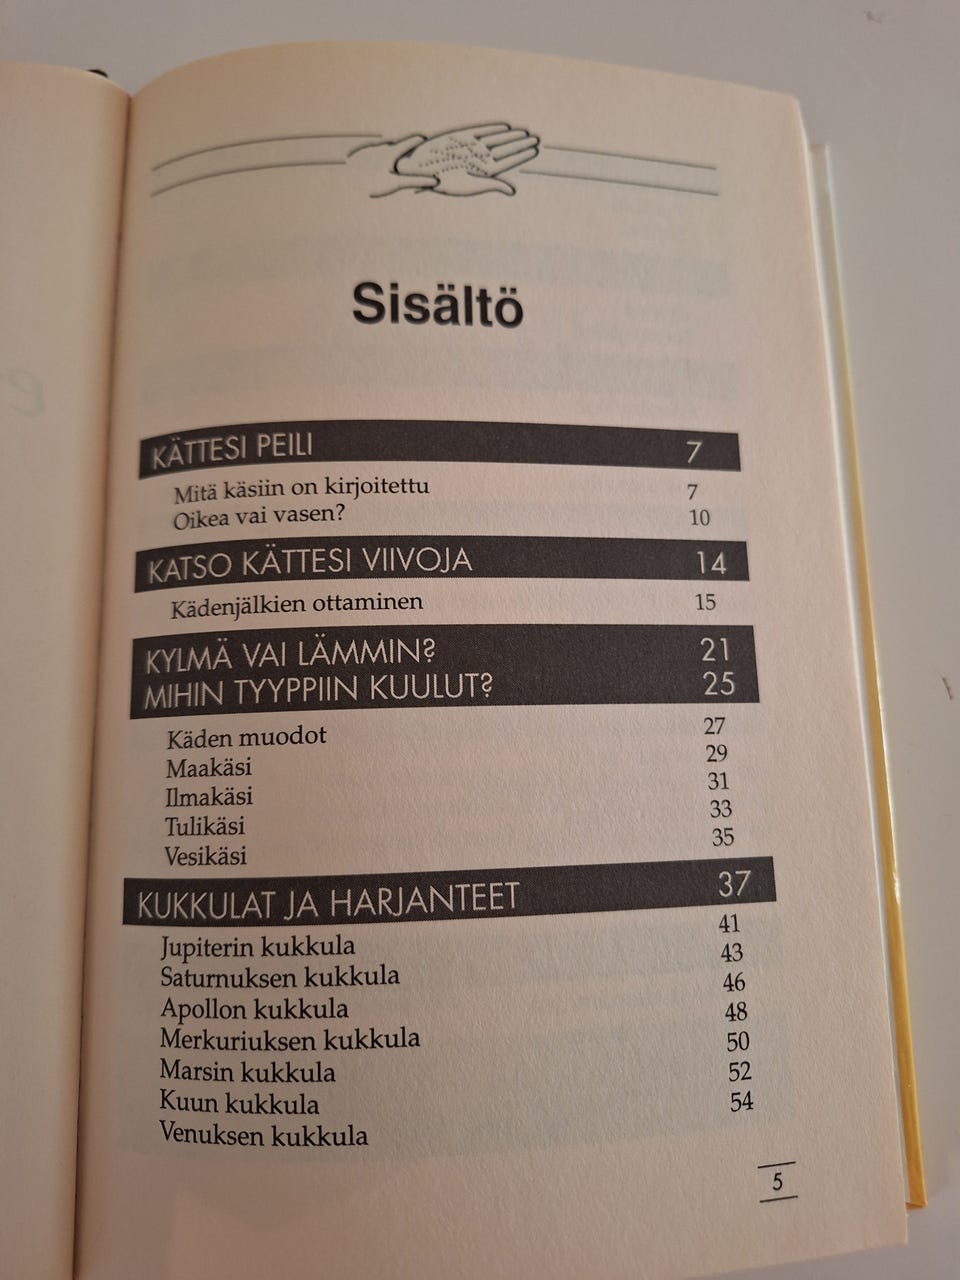 Sisältö
KÄTTESI PEILI 7
Mitä käsiin on kirjoitettu 7
Oikea vai vasen? 10
KATSO KÄTTESI VIIVOJA 14
Kädenjälkien ottaminen 15
KYLMÄ VAI LÄMMIN? 21
MIHIN TYYPPIIN KUULUT? 25
Käden muodot 27
Maakäsi 29
Ilmakäsi 31
Tulikäsi 33
Vesikäsi 35
KUKKULAT JA HARJANTEET 37
Jupiterin kukkula 41
Saturnuksen kukkula 43
Apollon kukkula 46
Merkuriuksen kukkula 48
Marsin kukkula 50
Kuun kukkula 52
Venuksen kukkula 54
5